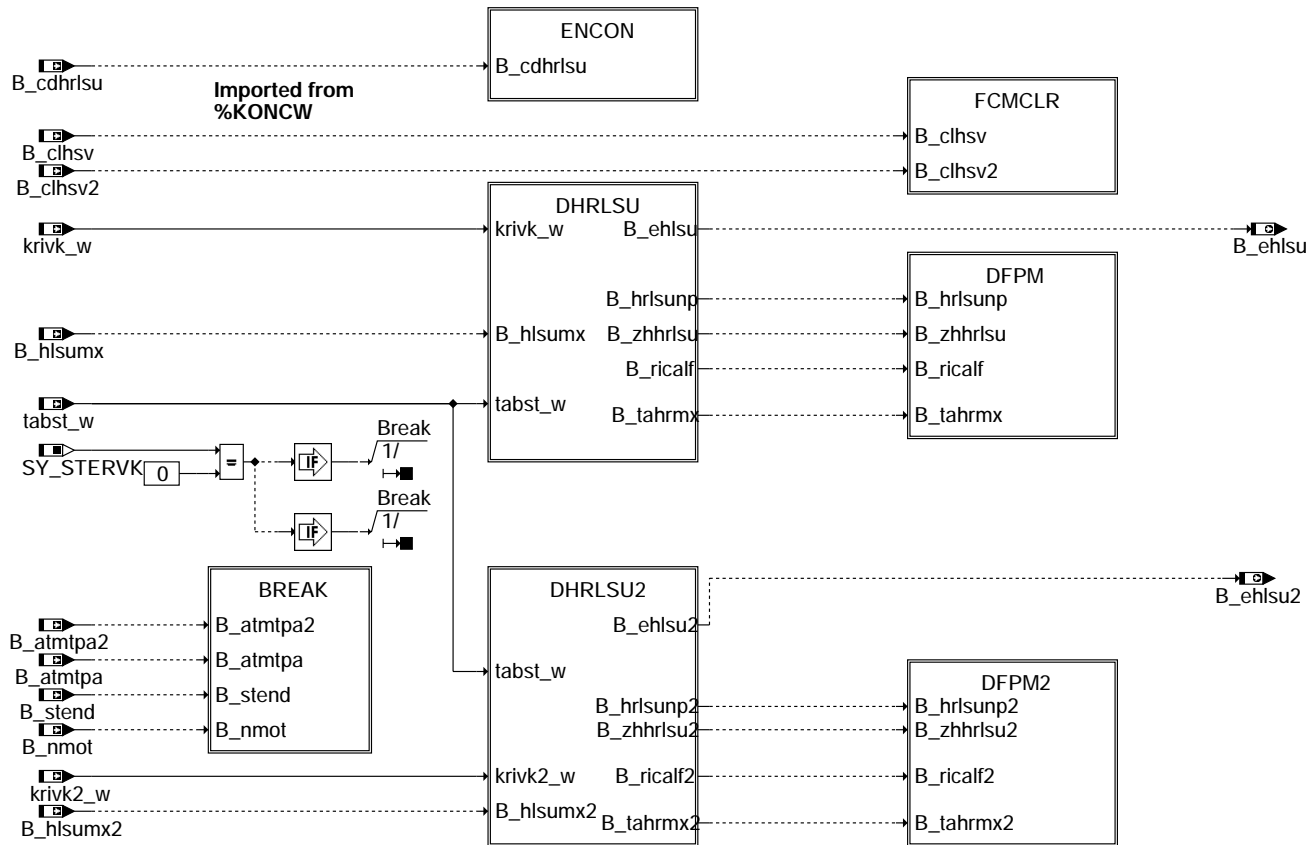 ENCON
B_cdhrlsu
B_cdhrlsu
Imported from
%KONCW
FCMCLR
B_clhsv
B_clhsv
B_clhsv2
B_clhsv2
DHRLSU
krivk_w
B_ehlsu
krivk_w
B_ehlsu
DFPM
B_hrlsunp
B_hrlsunp
B_hlsumx
B_hlsumx
B_zhhrlsu
B_zhhrlsu
B_ricalf
B_ricalf
tabst_w
tabst_w
B_tahrmx
B_tahrmx
Break
1/
SY_STERVK
0
=
IF
Break
1/
IF
BREAK
DHRLSU2
B_ehlsu2
B_atmtpa2
B_atmtpa2
B_ehlsu2
B_atmtpa
B_atmtpa
tabst_w
DFPM2
B_stend
B_stend
B_hrlsunp2
B_hrlsunp2
B_nmot
B_nmot
B_zhhrlsu2
B_zhhrlsu2
krivk2_w
krivk2_w
B_ricalf2
B_ricalf2
B_hlsumx2
B_hlsumx2
B_tahrmx2
B_tahrmx2